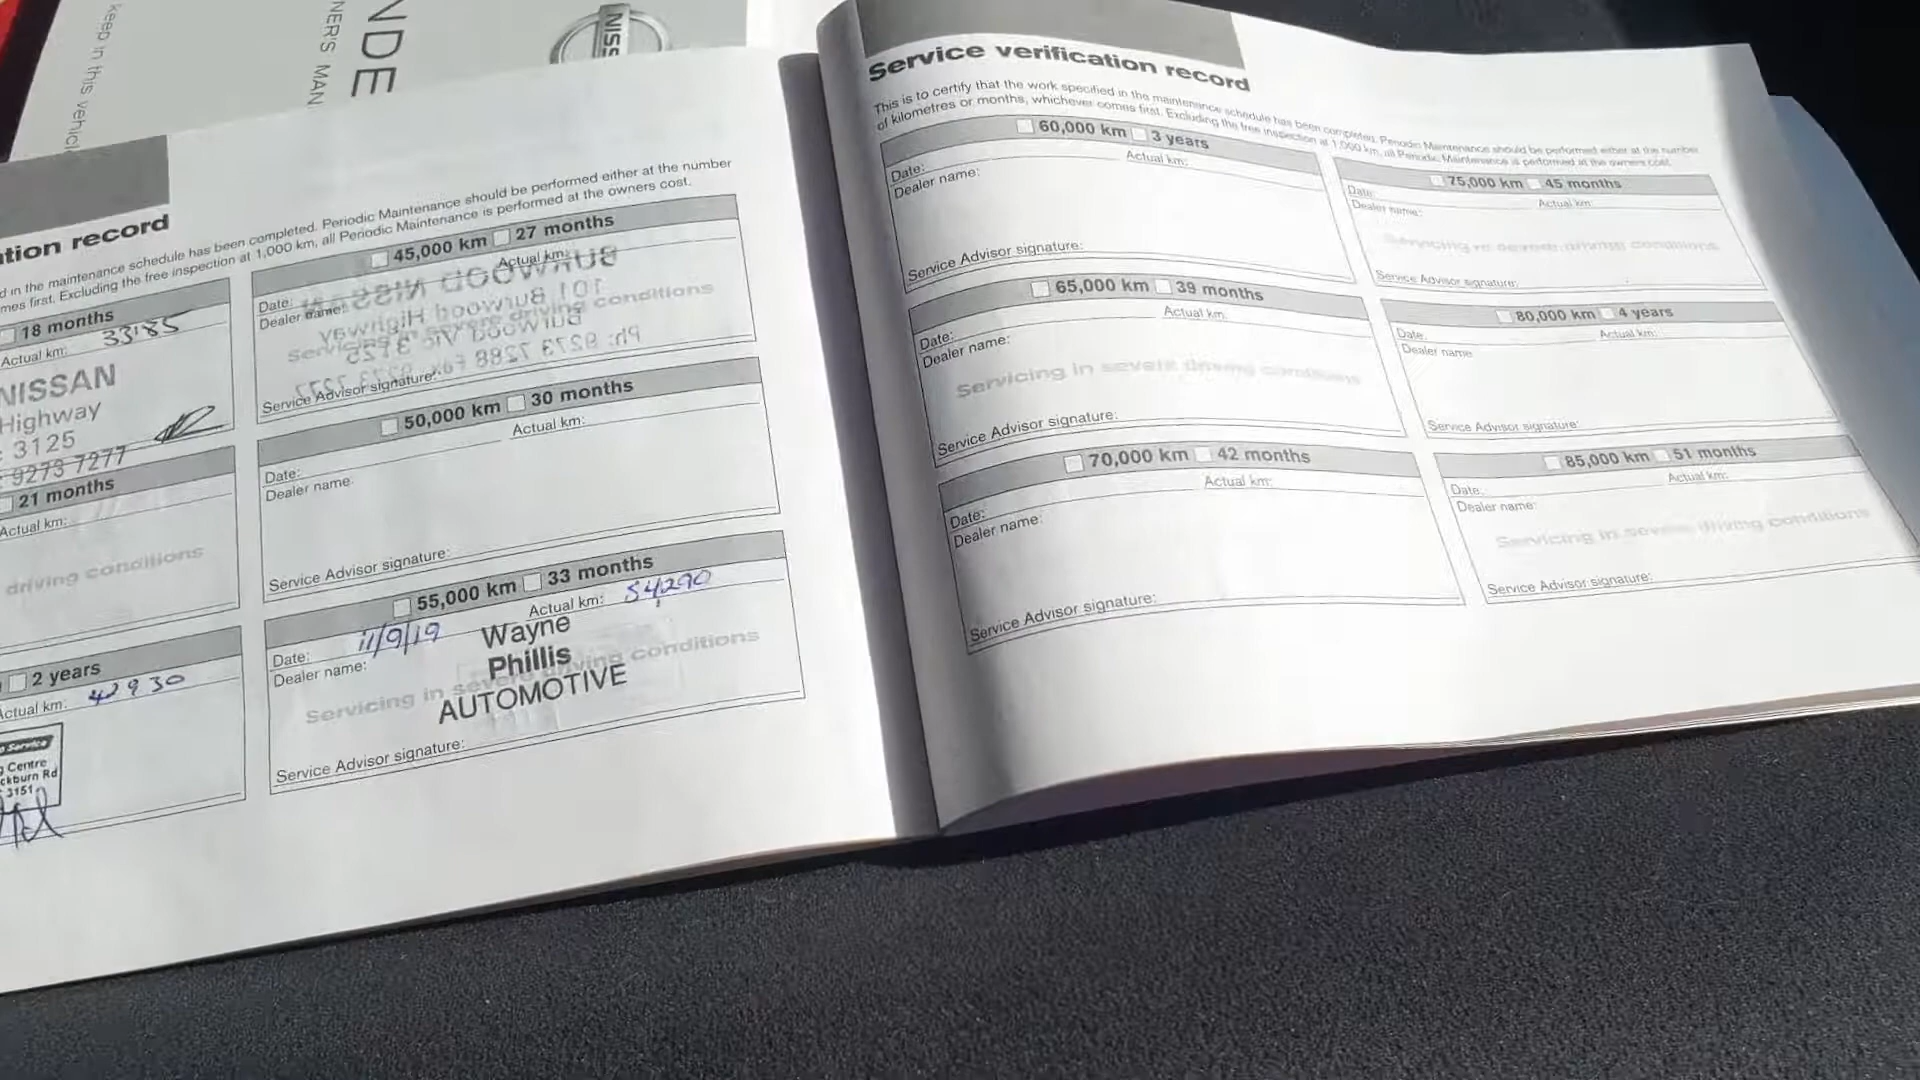 keep in this vehicl
NER'S MAN
NDE
NISS
ation record
d in the maintenance schedule has been completed. Periodic Maintenance should be performed either at the number
mes first. Excluding the free inspection at 1,000 km, all Periodic Maintenance is performed at the owners cost.
18 months
Actual km: 33185
NISSAN
Highway
3125
9273 7277
21 months
Actual km:
driving conditions
2 years
Actual km: 42930
Service
g Centre
ckburn Rd
3151
45,000 km 27 months
Actual km:
Date:
Dealer name:
BURWOOD NISSAN
101 Burwood Highway
Servicing in severe driving conditions
Burwood Vic 3125
Ph: 9273 7288
Service Advisor signature:
50,000 km 30 months
Actual km:
Date:
Dealer name:
Service Advisor signature:
55,000 km 33 months
Actual km: 54,290
Date: 11/9/19
Dealer name:
Wayne
Phillis
AUTOMOTIVE
Servicing in severe driving conditions
Service Advisor signature:
Service verification record
This is to certify that the work specified in the maintenance schedule has been completed. Periodic Maintenance should be performed either at the number
of kilometres or months, whichever comes first. Excluding the free inspection at 1,000 km, all Periodic Maintenance is performed at the owners cost.
60,000 km 3 years
Actual km:
Date:
Dealer name:
Service Advisor signature:
65,000 km 39 months
Actual km:
Date:
Dealer name:
Servicing in severe driving conditions
Service Advisor signature:
70,000 km 42 months
Actual km:
Date:
Dealer name:
Service Advisor signature:
75,000 km 45 months
Date: Actual km:
Dealer name:
Servicing in severe driving conditions
Service Advisor signature:
80,000 km 4 years
Date: Actual km:
Dealer name
Service Advisor signature:
85,000 km 51 months
Actual km:
Date:
Dealer name:
Servicing in severe driving conditions
Service Advisor signature: